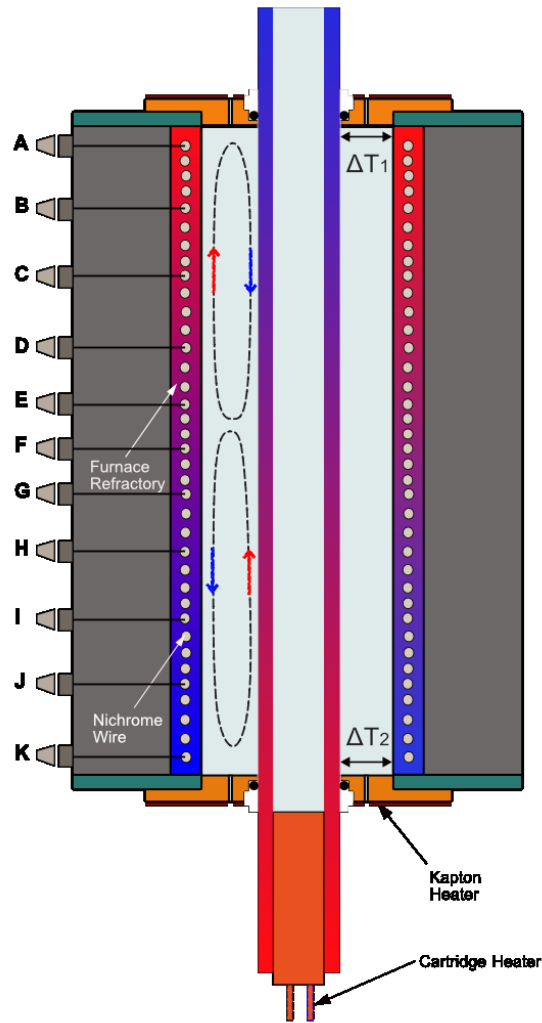 A
ΔT1
B
C
D
E
F
Furnace
Refractory
G
H
I
J
Nichrome
Wire
K
ΔT2
Kapton
Heater
Cartridge Heater